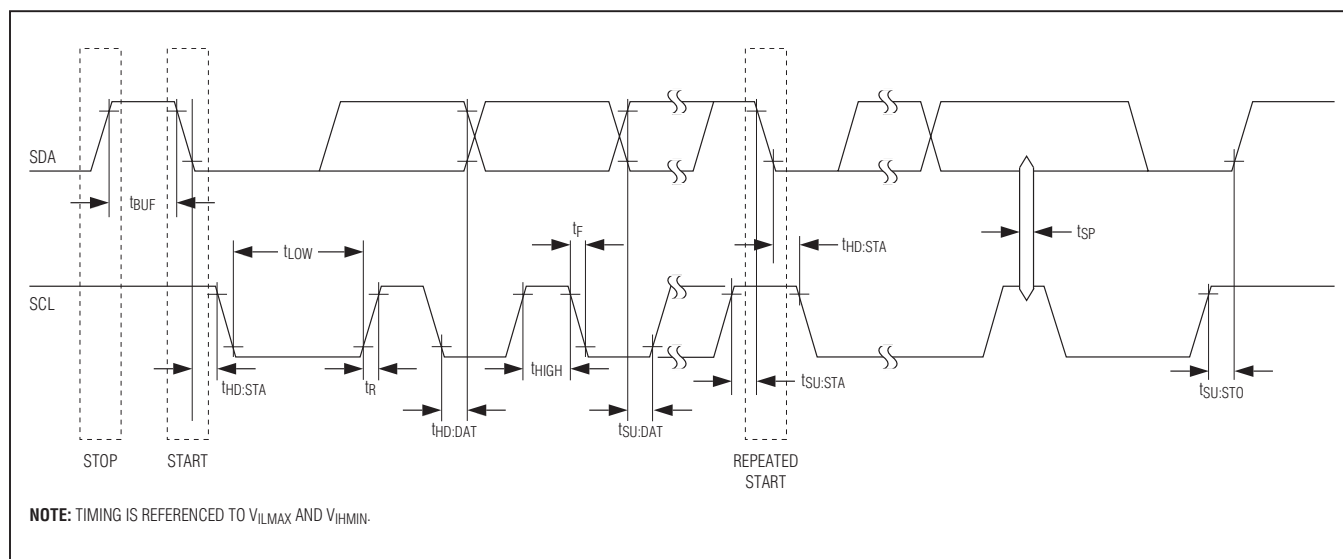 SDA
tBUF
tF
tLOW
tHD:STA
tSP
SCL
tHD:STA
tR
tHIGH
tSU:STA
tSU:STO
tHD:DAT
tSU:DAT
STOP
START
REPEATED
START
NOTE: TIMING IS REFERENCED TO VILMAX AND VIHMIN.